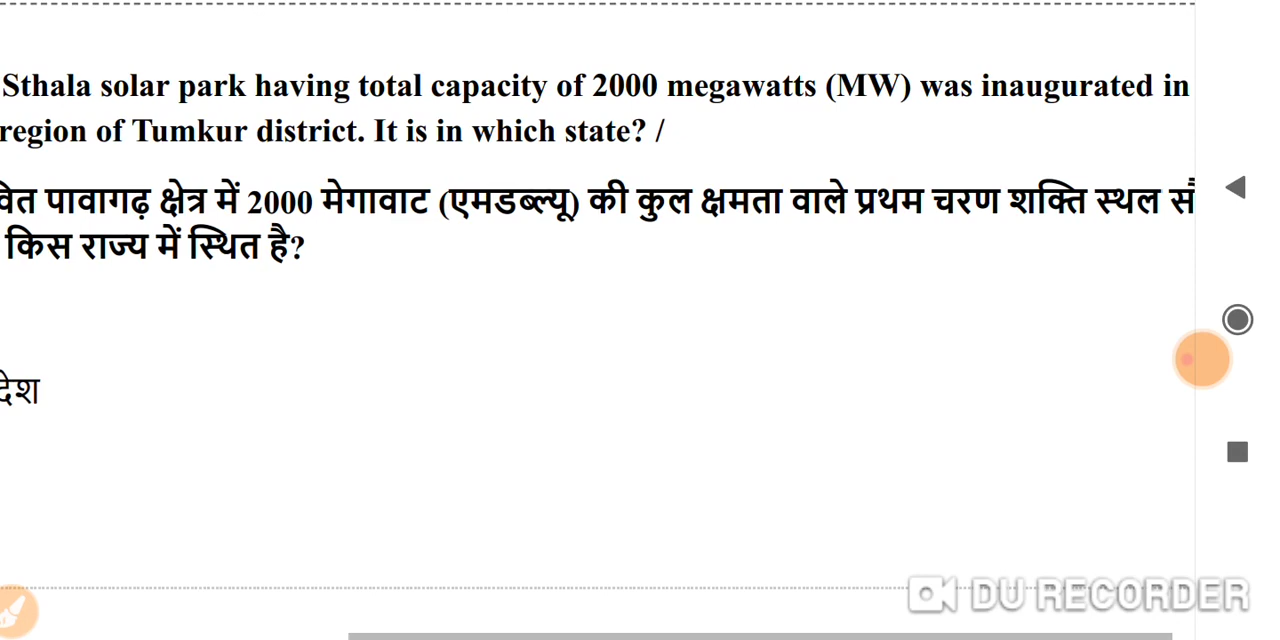 Sthala solar park having total capacity of 2000 megawatts (MW) was inaugurated in
region of Tumkur district. It is in which state? /
पावागढ़ क्षेत्र में 2000 मेगावाट (एमडब्ल्यू) की कुल क्षमता वाले प्रथम चरण शक्ति स्थल
किस राज्य में स्थित है?
DU RECORDER